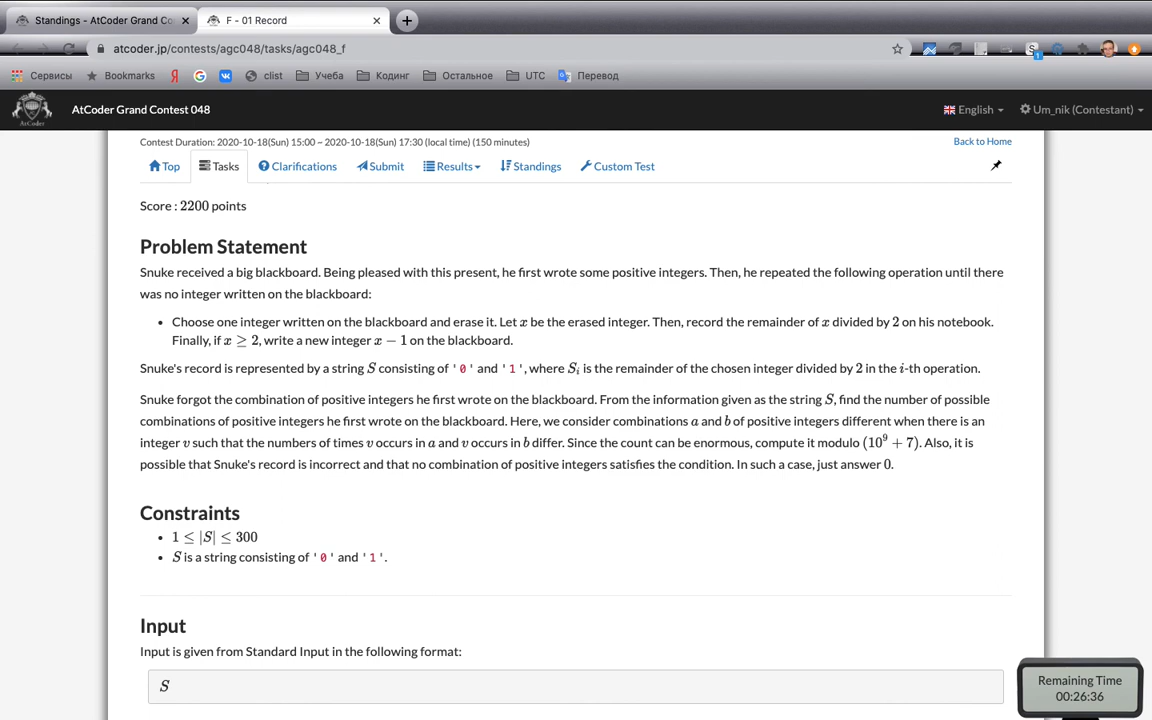 Standings - AtCoder Grand Co
F - 01 Record
atcoder.jp/contests/agc048/tasks/agc048_f
Сервисы Bookmarks clist Учеба Кодинг Остальное UTC Перевод
AtCoder Grand Contest 048 English Um_nik (Contestant)
Contest Duration: 2020-10-18(Sun) 15:00 ~ 2020-10-18(Sun) 17:30 (local time) (150 minutes) Back to Home
Top Tasks Clarifications Submit Results Standings Custom Test
Score : 2200 points
Problem Statement
Snuke received a big blackboard. Being pleased with this present, he first wrote some positive integers. Then, he repeated the following operation until there
was no integer written on the blackboard:
• Choose one integer written on the blackboard and erase it. Let x be the erased integer. Then, record the remainder of x divided by 2 on his notebook.
Finally, if x ≥ 2, write a new integer x − 1 on the blackboard.
Snuke's record is represented by a string S consisting of '0' and '1', where Sᵢ is the remainder of the chosen integer divided by 2 in the i-th operation.
Snuke forgot the combination of positive integers he first wrote on the blackboard. From the information given as the string S, find the number of possible
combinations of positive integers he first wrote on the blackboard. Here, we consider combinations a and b of positive integers different when there is an
integer v such that the numbers of times v occurs in a and v occurs in b differ. Since the count can be enormous, compute it modulo (10⁹ + 7). Also, it is
possible that Snuke's record is incorrect and that no combination of positive integers satisfies the condition. In such a case, just answer 0.
Constraints
• 1 ≤ |S| ≤ 300
• S is a string consisting of '0' and '1'.
Input
Input is given from Standard Input in the following format:
S
Remaining Time
00:26:36